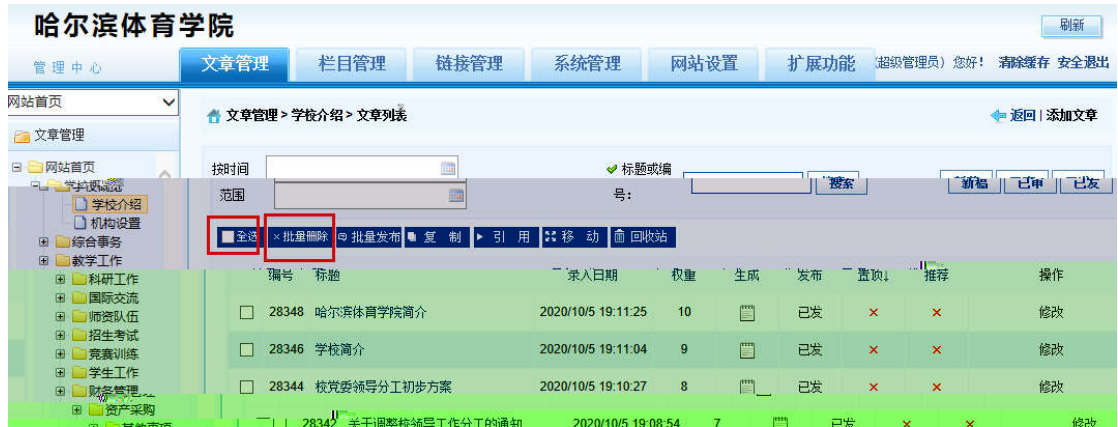 哈尔滨体育学院
刷新
管理中心 文章管理 栏目管理 链接管理 系统管理 网站设置 扩展功能 超级管理员）您好！ 清除缓存 安全退出
网站首页
文章管理 > 学校介绍 > 文章列表 返回 | 添加文章
文章管理
网站首页
按时间 标题或编
范围 号： 搜索 已审 已发
学校概览
学校介绍
机构设置
全选 ×批量删除 批量发布 复 制 引 用 移 动 回收站
综合事务
教学工作
科研工作
国际交流
师资队伍
招生考试
竞赛训练
学生工作
财务管理
资产采购
编号 标题 录入日期 权重 生成 发布 置顶↓ 推荐 操作
28348 哈尔滨体育学院简介 2020/10/5 19:11:25 10 已发 × × 修改
28346 学校简介 2020/10/5 19:11:04 9 已发 × × 修改
28344 校党委领导分工初步方案 2020/10/5 19:10:27 8 已发 × × 修改
28342 关于调整校领导工作分工的通知 2020/10/5 19:08:54 7 已发 × × 修改